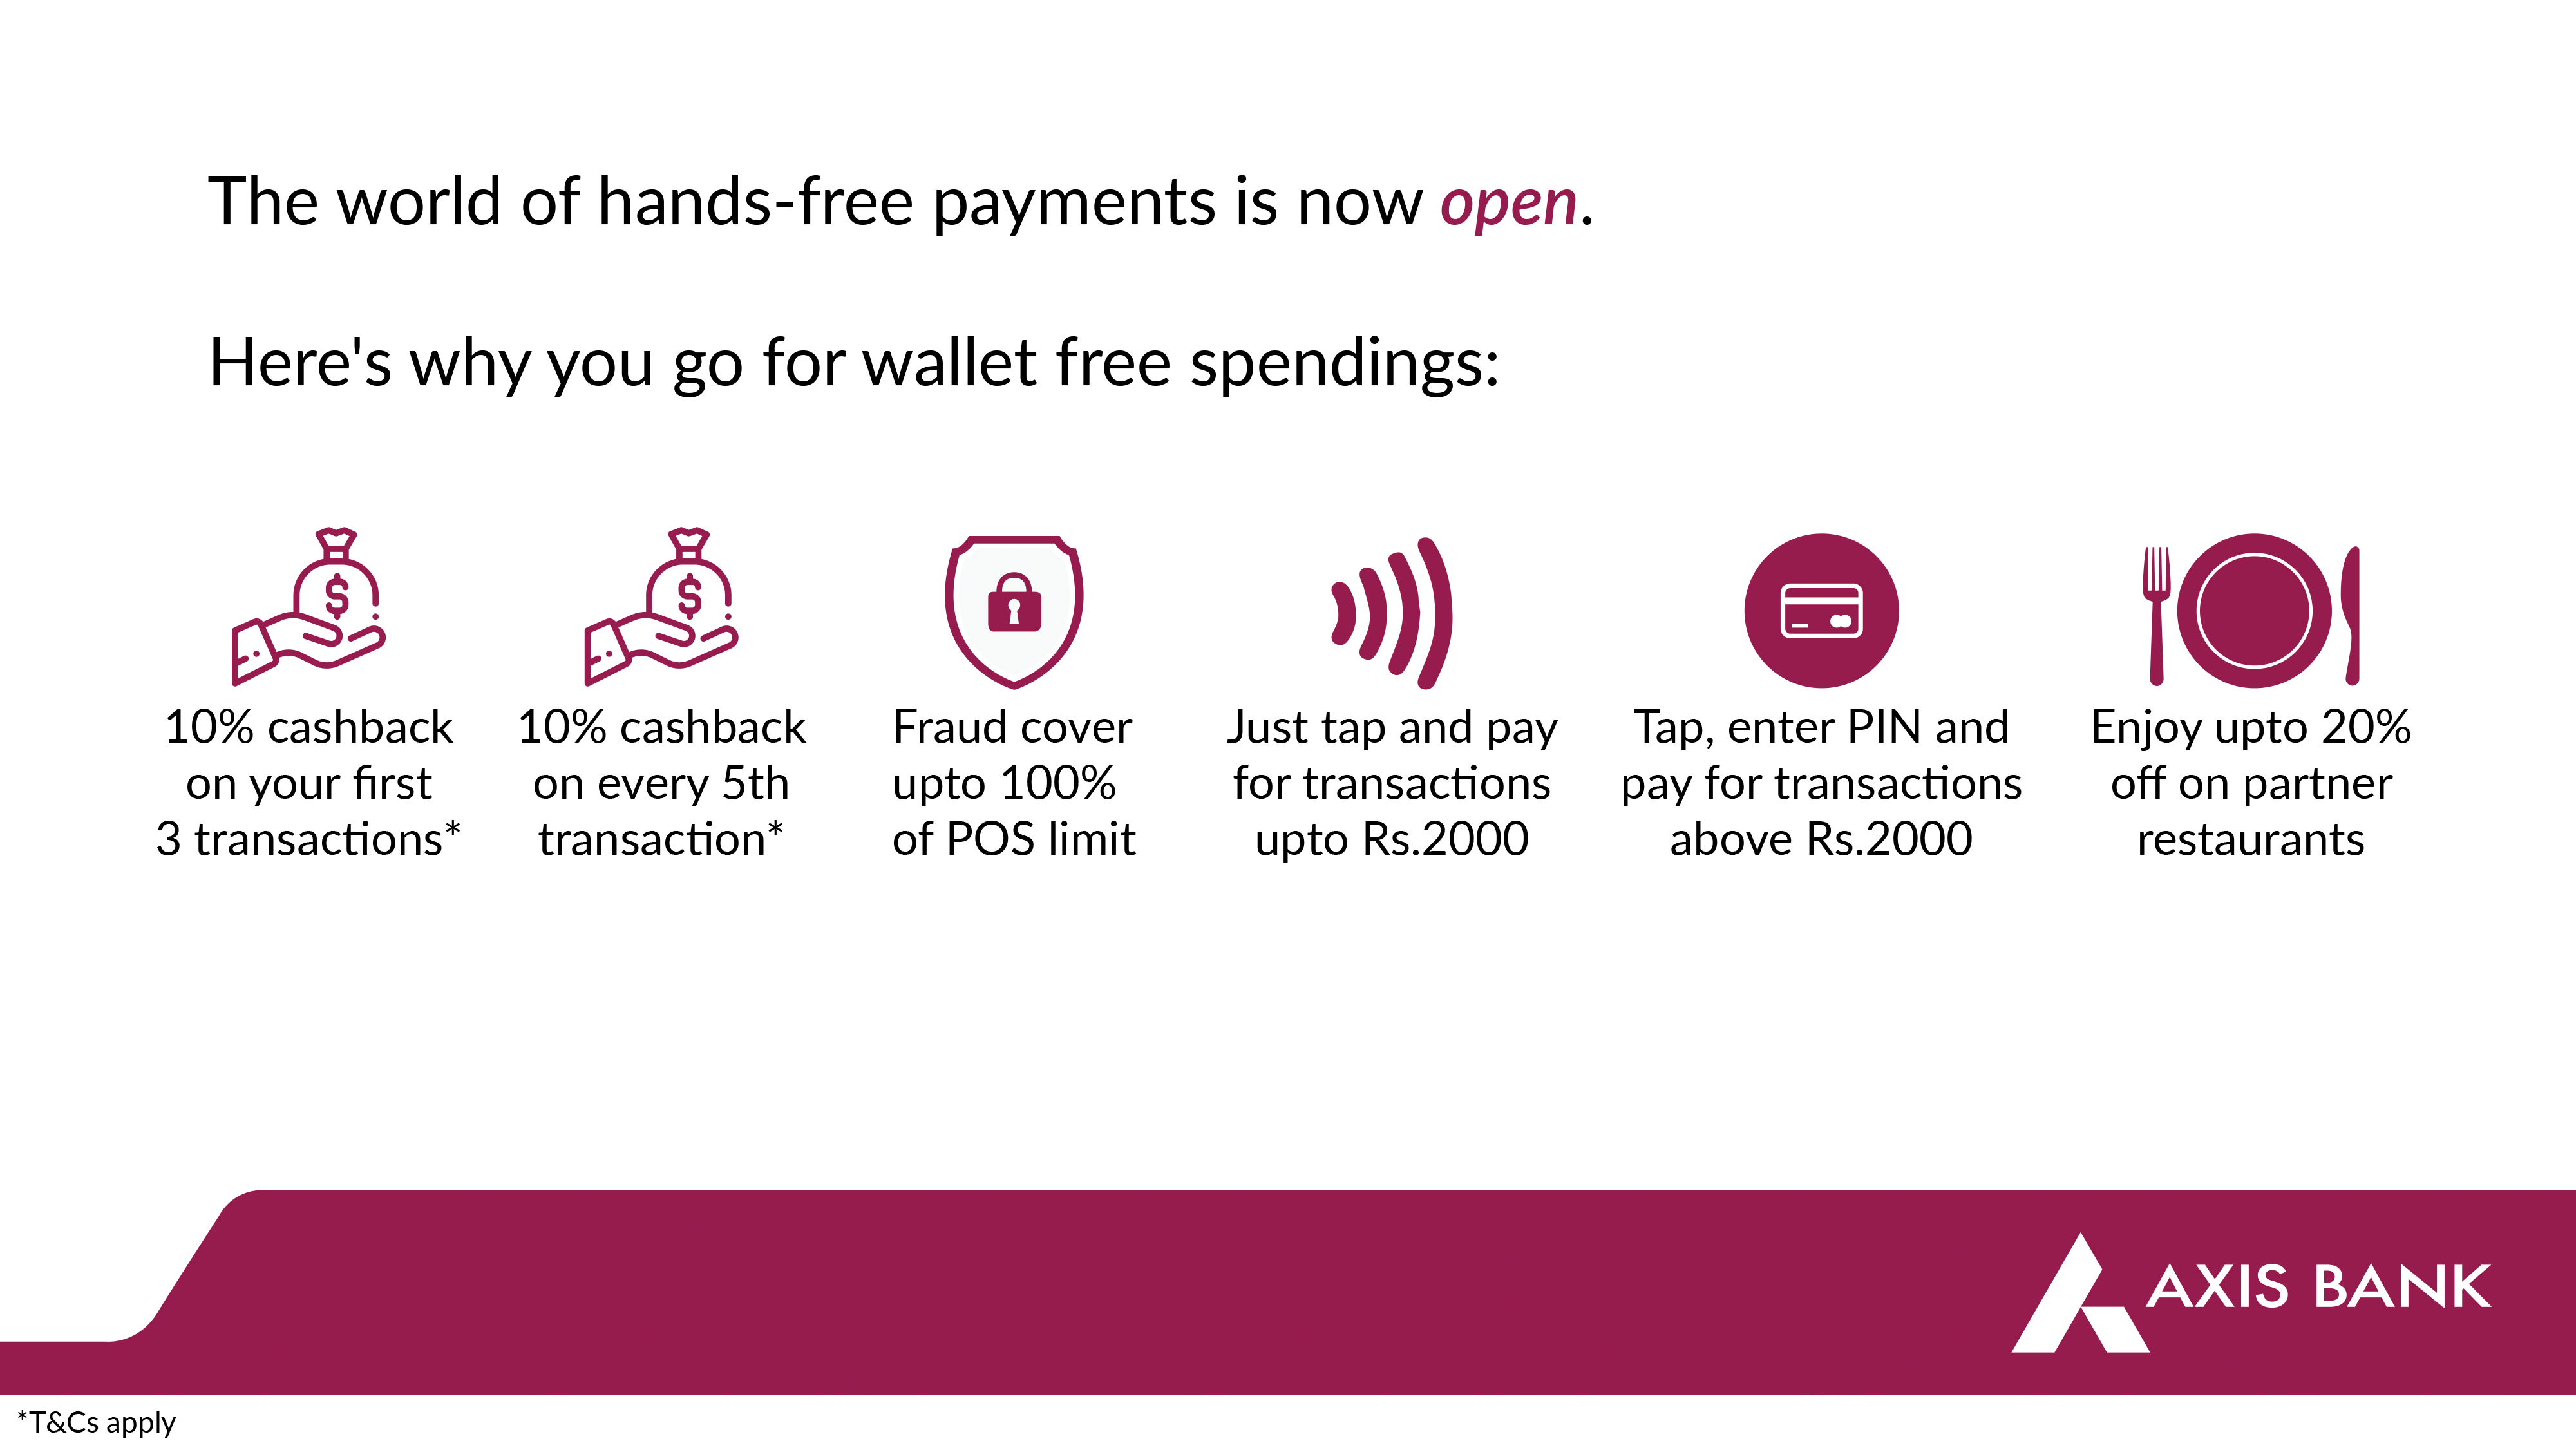 The world of hands-free payments is now open.
Here's why you go for wallet free spendings:
$
10% cashback
on your first
3 transactions*
$
10% cashback
on every 5th
transaction*
Fraud cover
upto 100%
of POS limit
Just tap and pay
for transactions
upto Rs.2000
Tap, enter PIN and
pay for transactions
above Rs.2000
Enjoy upto 20%
off on partner
restaurants
AXIS BANK
*T&Cs apply